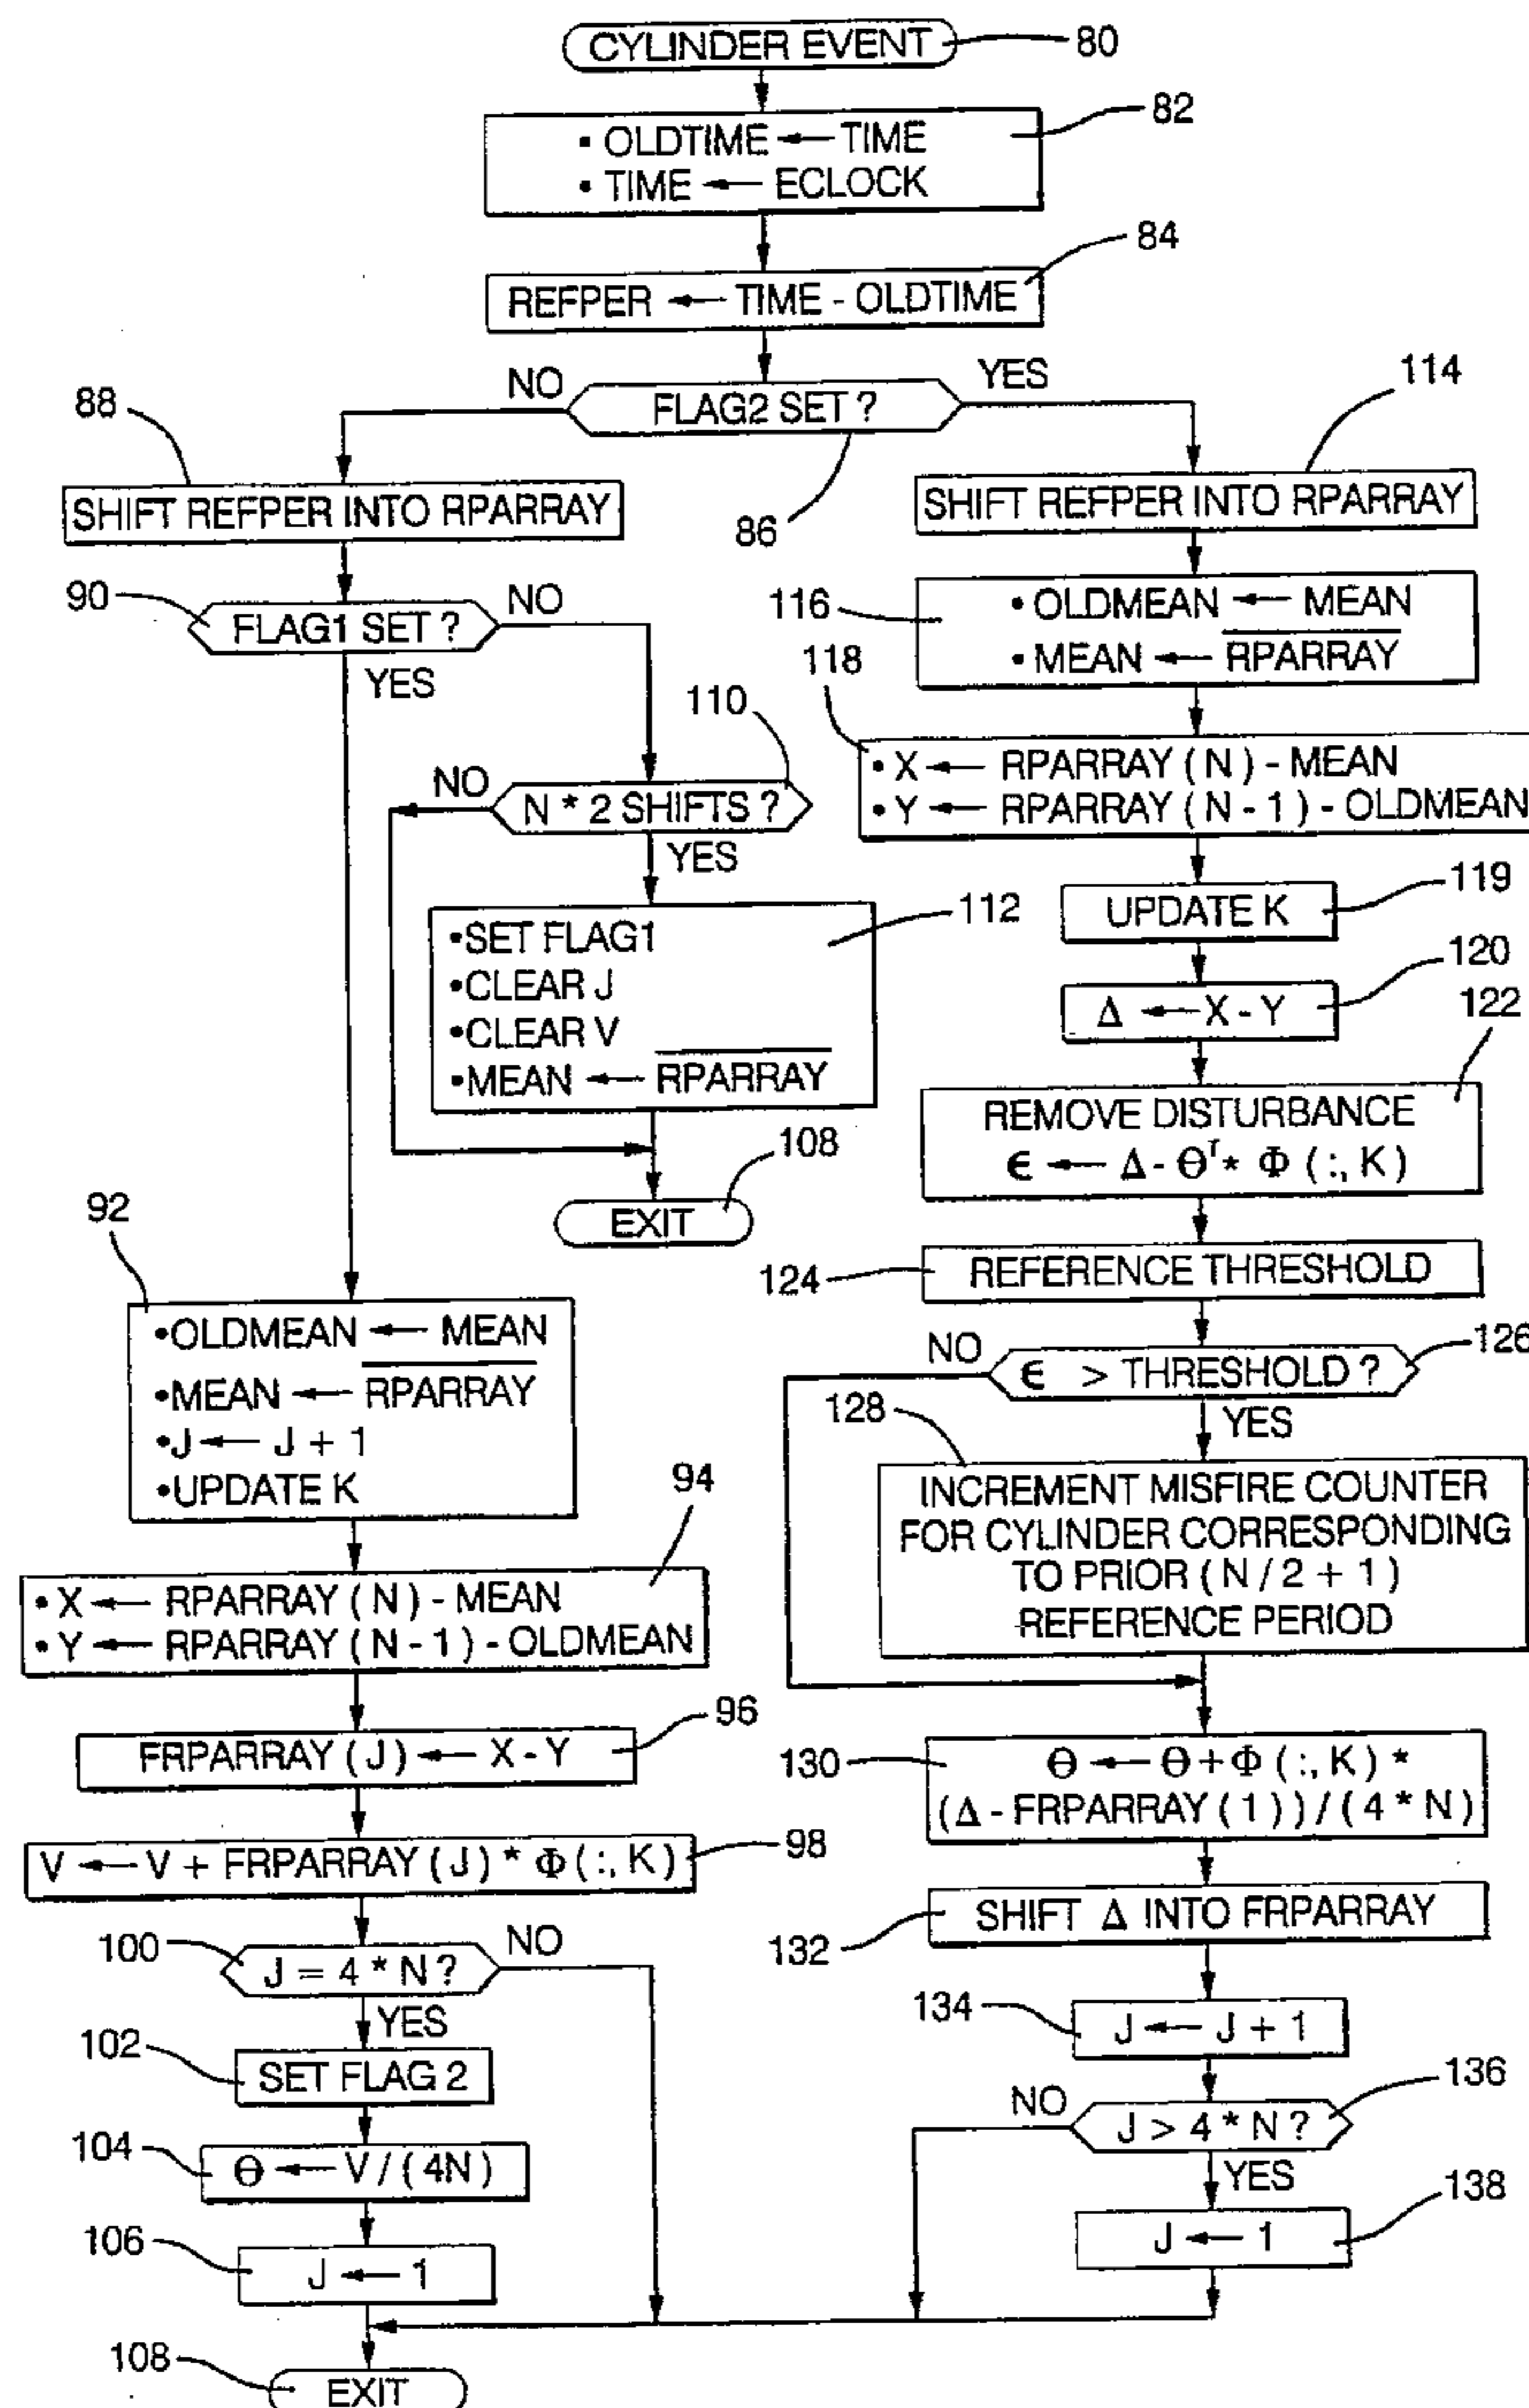 CYLINDER EVENT
80
82
• OLDTIME ← TIME
• TIME ← ECLOCK
84
REFPER ← TIME - OLDTIME
NO
YES
FLAG2 SET ?
86
88
SHIFT REFPER INTO RPARRAY
90
FLAG1 SET ?
NO
YES
110
NO
N * 2 SHIFTS ?
YES
112
•SET FLAG1
•CLEAR J
•CLEAR V
•MEAN ← R̅P̅A̅R̅R̅A̅Y̅
108
EXIT
92
•OLDMEAN ← MEAN
•MEAN ← R̅P̅A̅R̅R̅A̅Y̅
•J ← J + 1
•UPDATE K
94
• X ← RPARRAY ( N ) - MEAN
• Y ← RPARRAY ( N - 1 ) - OLDMEAN
96
FRPARRAY ( J ) ← X - Y
98
V ← V + FRPARRAY ( J ) * Φ ( :, K )
100
J = 4 * N ?
NO
YES
102
SET FLAG 2
104
Θ ← V / ( 4N )
106
J ← 1
108
EXIT
114
SHIFT REFPER INTO RPARRAY
116
• OLDMEAN ← MEAN
• MEAN ← R̅P̅A̅R̅R̅A̅Y̅
118
• X ← RPARRAY ( N ) - MEAN
• Y ← RPARRAY ( N - 1 ) - OLDMEAN
119
UPDATE K
120
Δ ← X - Y
122
REMOVE DISTURBANCE
ϵ ← Δ - Θᵀ * Φ ( :, K )
124
REFERENCE THRESHOLD
126
NO
ϵ > THRESHOLD ?
YES
128
INCREMENT MISFIRE COUNTER
FOR CYLINDER CORRESPONDING
TO PRIOR ( N / 2 + 1 )
REFERENCE PERIOD
130
Θ ← Θ + Φ ( :, K ) *
( Δ - FRPARRAY ( 1 ) ) / ( 4 * N )
132
SHIFT Δ INTO FRPARRAY
134
J ← J + 1
136
NO
J > 4 * N ?
YES
138
J ← 1